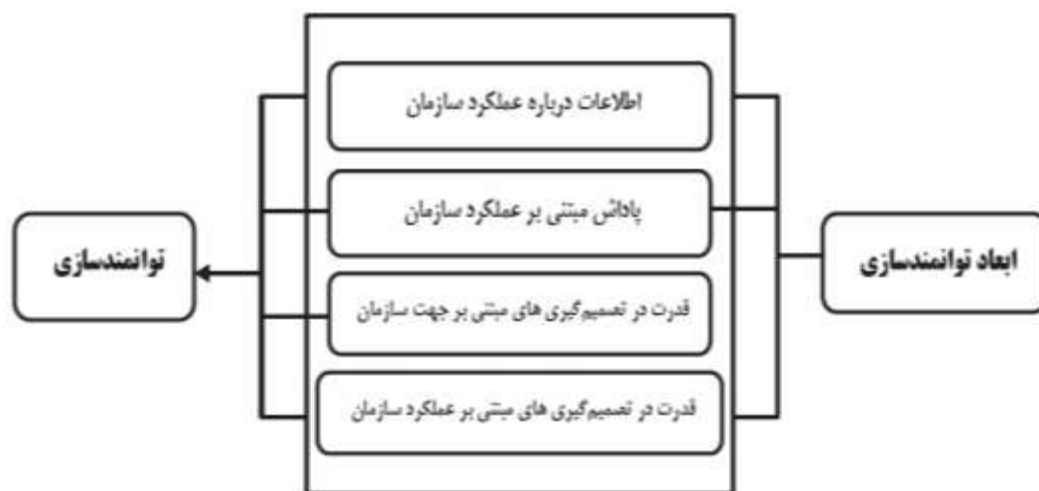 ابعاد توانمندسازی
اطلاعات درباره عملکرد سازمان
پاداش مبتنی بر عملکرد سازمان
قدرت در تصمیم‌گیری های مبتنی بر جهت سازمان
قدرت در تصمیم‌گیری های مبتنی بر عملکرد سازمان
توانمندسازی